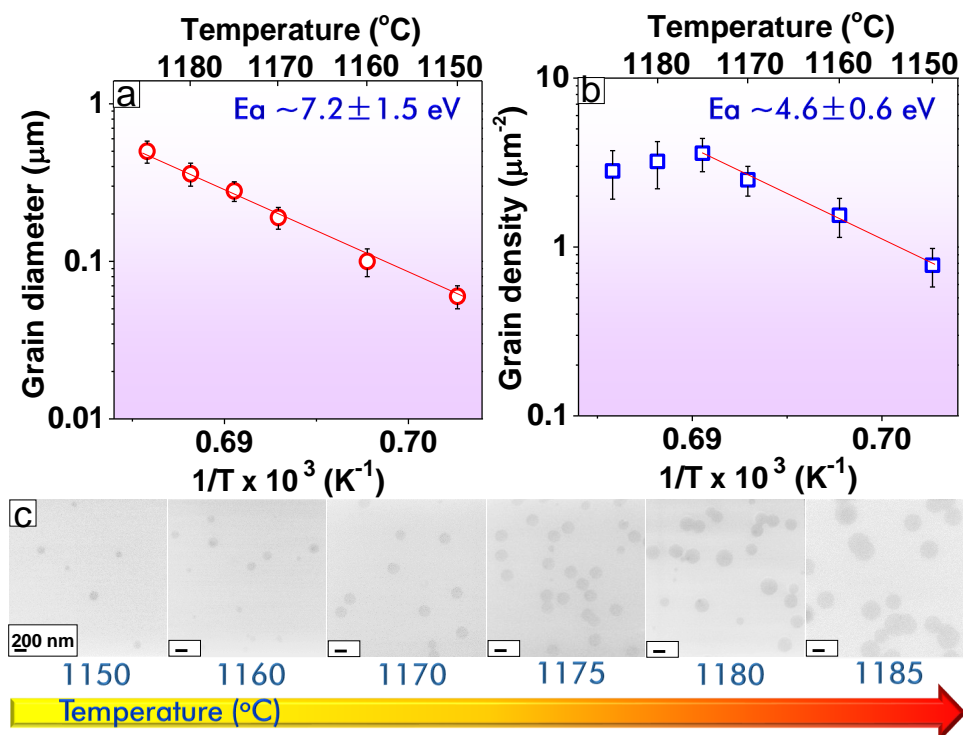 Temperature (°C)
1180 1170 1160 1150
a
Ea ~7.2±1.5 eV
Grain diameter (μm)
1
0.1
0.01
0.69 0.70
1/T x 10³ (K⁻¹)
Temperature (°C)
1180 1170 1160 1150
b
Ea ~4.6±0.6 eV
Grain density (μm⁻²)
10
1
0.1
0.69 0.70
1/T x 10³ (K⁻¹)
c
200 nm
1150 1160 1170 1175 1180 1185
Temperature (°C)